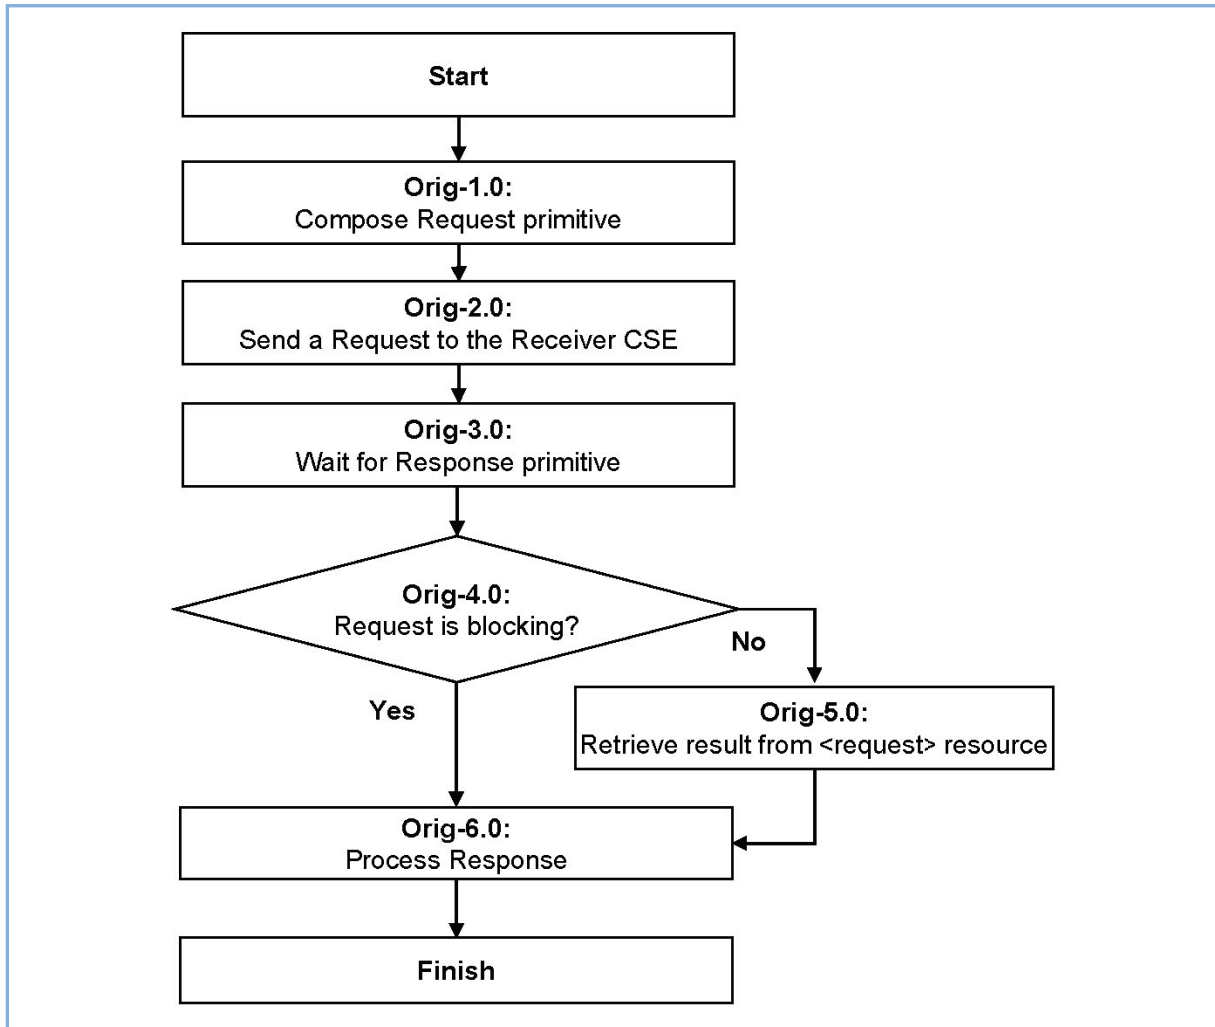 Start
Orig-1.0:
Compose Request primitive
Orig-2.0:
Send a Request to the Receiver CSE
Orig-3.0:
Wait for Response primitive
Orig-4.0:
Request is blocking?
No
Yes
Orig-5.0:
Retrieve result from <request> resource
Orig-6.0:
Process Response
Finish